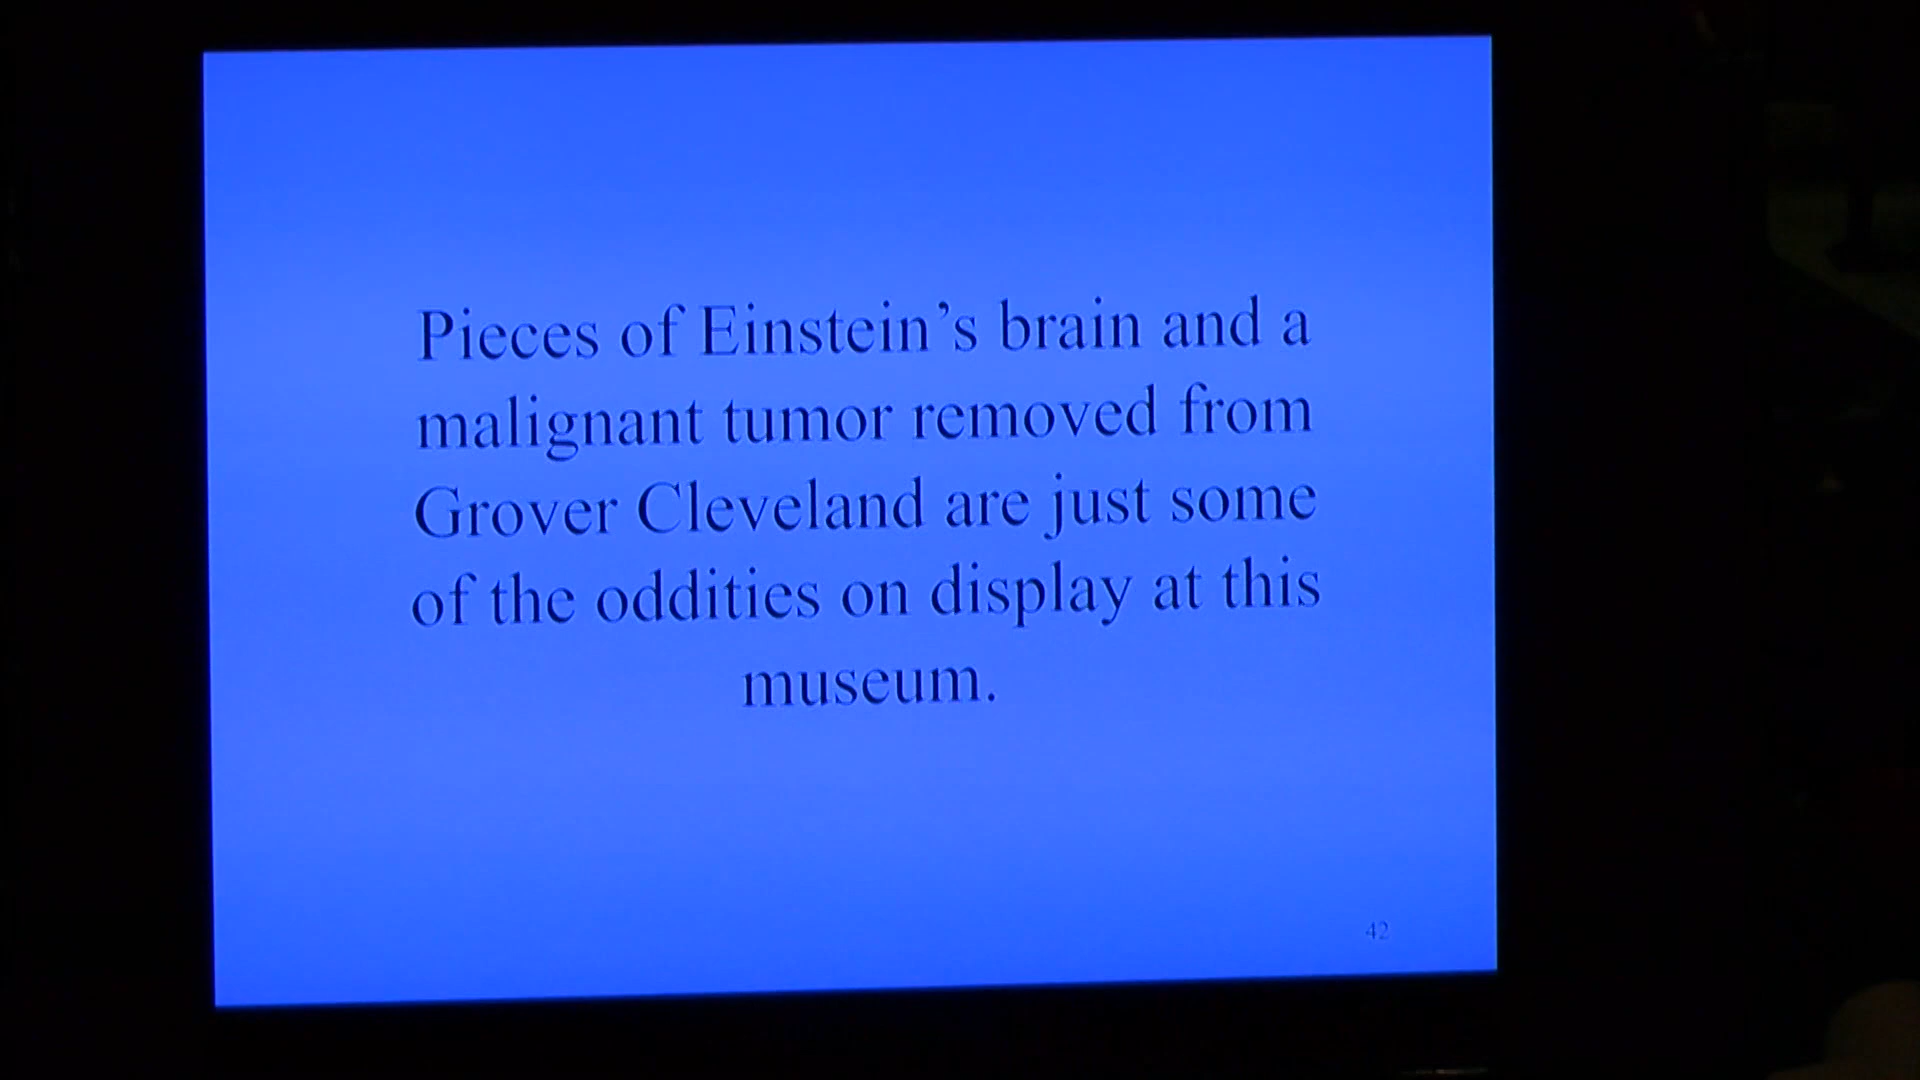 Pieces of Einstein’s brain and a
malignant tumor removed from
Grover Cleveland are just some
of the oddities on display at this
museum.
42